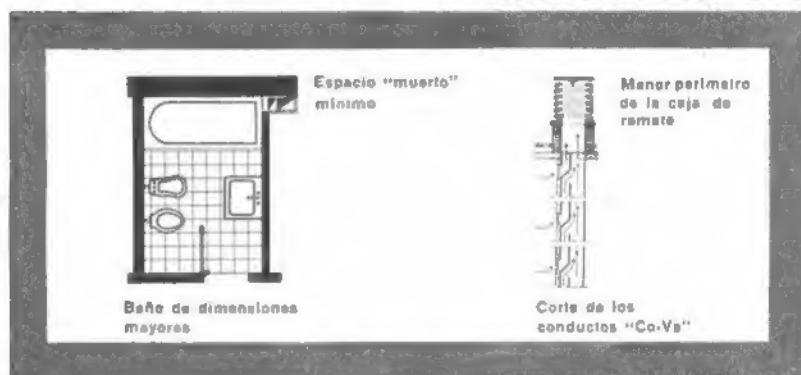 Espacio "muerto"
mínimo
Menor perímetro
de la caja de
remate
Baño de dimensiones
mayores
Corte de los
conductos "Co-Ve"